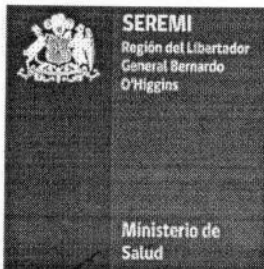 SEREMI
Región del Libertador
General Bernardo
O'Higgins
Ministerio de
Salud